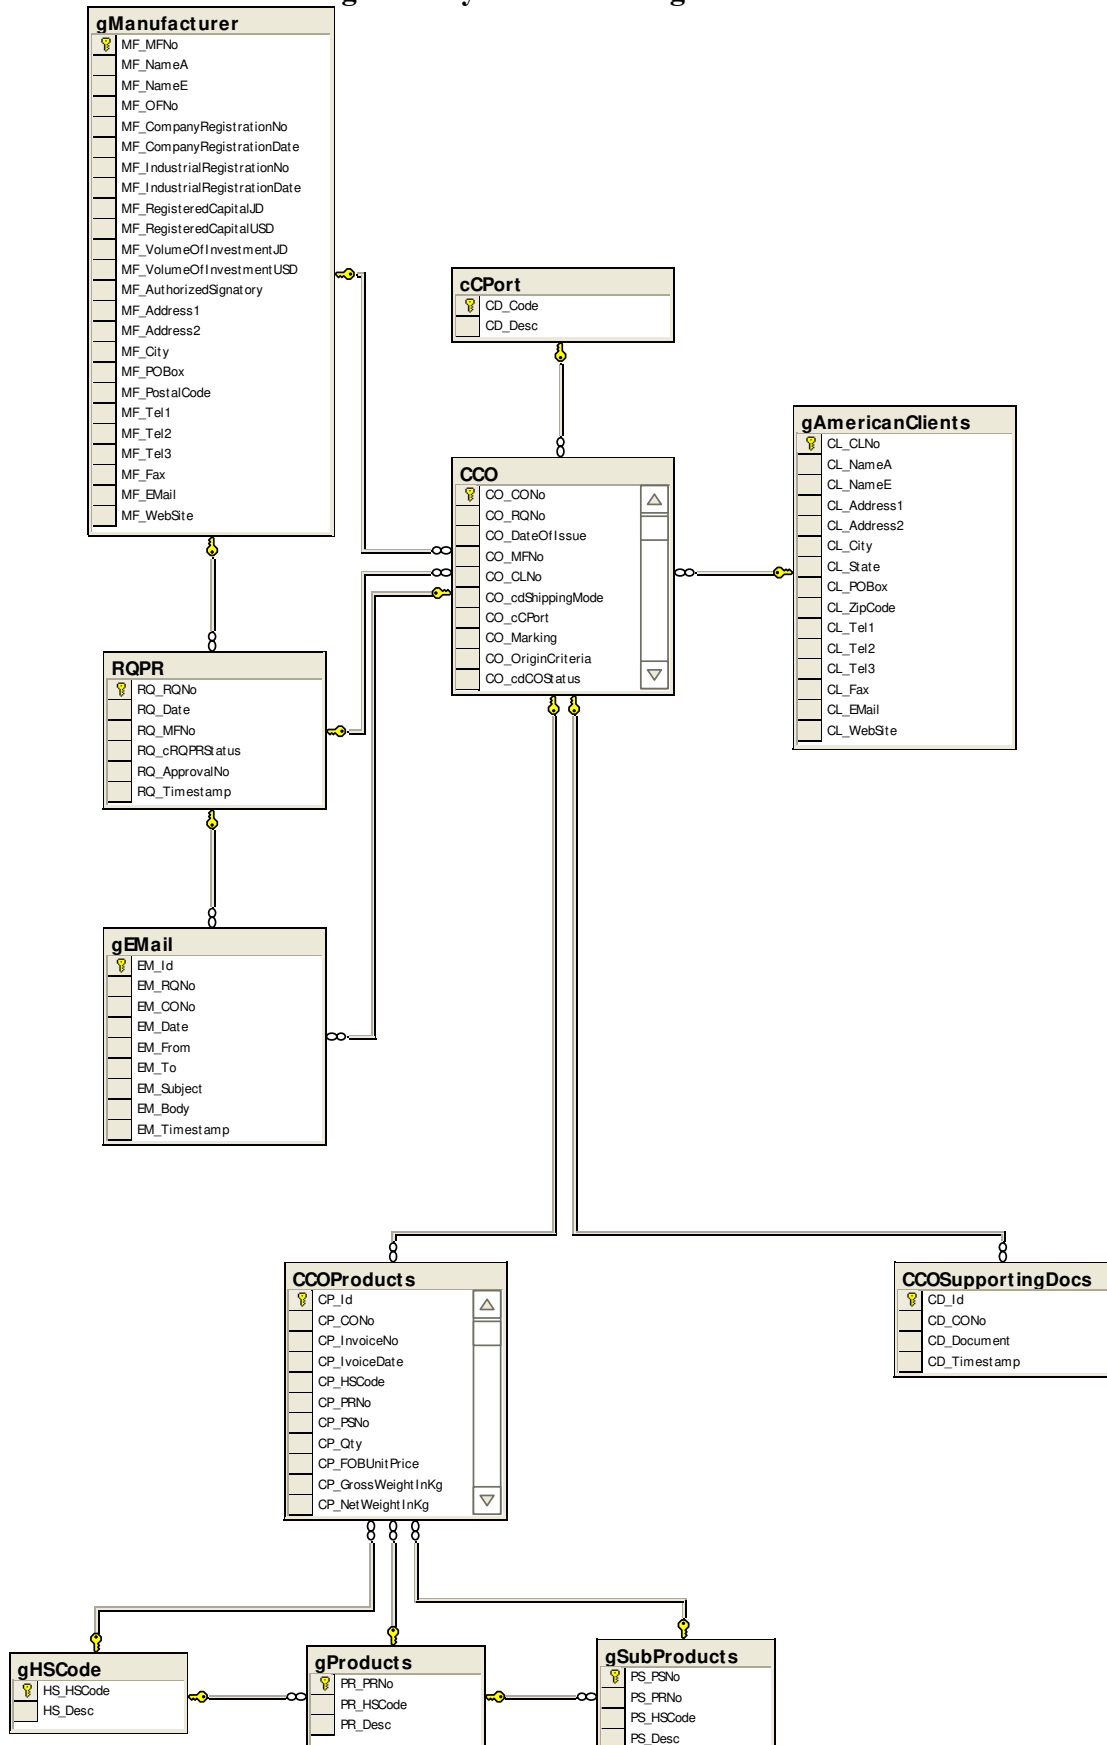 gManufacturer
MF_MFNo
MF_NameA
MF_NameE
MF_OFNo
MF_CompanyRegistrationNo
MF_CompanyRegistrationDate
MF_IndustrialRegistrationNo
MF_IndustrialRegistrationDate
MF_RegisteredCapitalJD
MF_RegisteredCapitalUSD
MF_VolumeOfInvestmentJD
MF_VolumeOfInvestmentUSD
MF_AuthorizedSignatory
MF_Address1
MF_Address2
MF_City
MF_POBox
MF_PostalCode
MF_Tel1
MF_Tel2
MF_Tel3
MF_Fax
MF_EMail
MF_WebSite
cCPort
CD_Code
CD_Desc
gAmericanClients
CL_CLNo
CL_NameA
CL_NameE
CL_Address1
CL_Address2
CL_City
CL_State
CL_POBox
CL_ZipCode
CL_Tel1
CL_Tel2
CL_Tel3
CL_Fax
CL_EMail
CL_WebSite
CCO
CO_CONo
CO_RQNo
CO_DateOfIssue
CO_MFNo
CO_CLNo
CO_cdShippingMode
CO_cCPort
CO_Marking
CO_OriginCriteria
CO_cdCOStatus
RQPR
RQ_RQNo
RQ_Date
RQ_MFNo
RQ_cRQPRStatus
RQ_ApprovalNo
RQ_Timestamp
gEMail
EM_Id
EM_RQNo
EM_CONo
EM_Date
EM_From
EM_To
EM_Subject
EM_Body
EM_Timestamp
CCOProducts
CP_Id
CP_CONo
CP_InvoiceNo
CP_IvoiceDate
CP_HSCode
CP_PRNo
CP_PSNo
CP_Qty
CP_FOBUnitPrice
CP_GrossWeightInKg
CP_NetWeightInKg
CCOSupportingDocs
CD_Id
CD_CONo
CD_Document
CD_Timestamp
gHSCode
HS_HSCode
HS_Desc
gProducts
PR_PRNo
PR_HSCode
PR_Desc
gSubProducts
PS_PSNo
PS_PRNo
PS_HSCode
PS_Desc